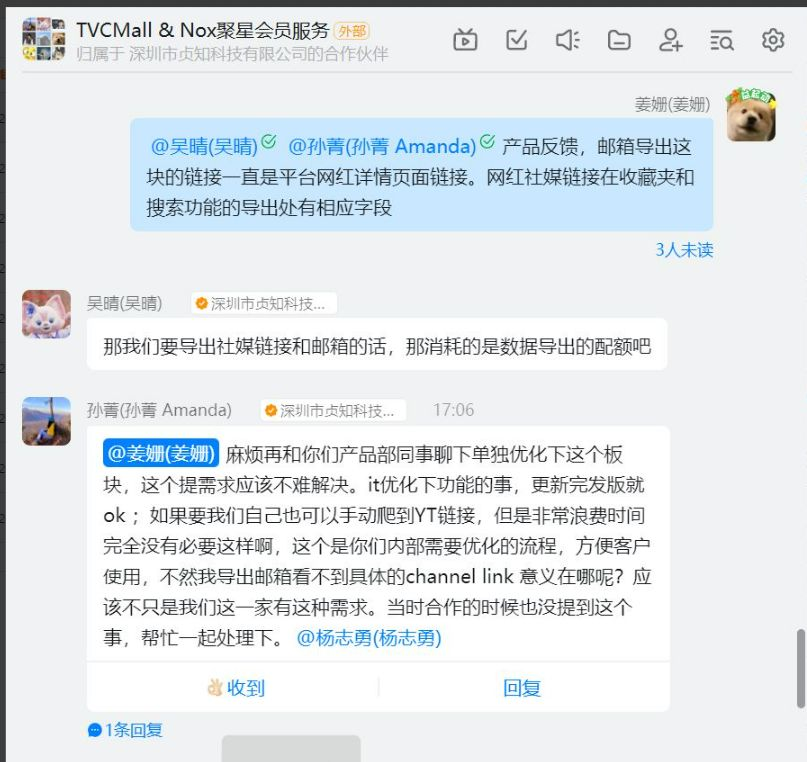 TVCMall & Nox聚星会员服务 外部
归属于 深圳市贞知科技有限公司的合作伙伴
姜姗(姜姗)
@吴晴(吴晴) @孙菁(孙菁 Amanda) 产品反馈，邮箱导出这
块的链接一直是平台网红详情页面链接。网红社媒链接在收藏夹和
搜索功能的导出处有相应字段
3人未读
吴晴(吴晴) 深圳市贞知科技...
那我们要导出社媒链接和邮箱的话，那消耗的是数据导出的配额吧
孙菁(孙菁 Amanda) 深圳市贞知科技... 17:06
@姜姗(姜姗) 麻烦再和你们产品部同事聊下单独优化下这个板
块，这个提需求应该不难解决。it优化下功能的事，更新完发版就
ok ；如果要我们自己也可以手动爬到YT链接，但是非常浪费时间
完全没有必要这样啊，这个是你们内部需要优化的流程，方便客户
使用，不然我导出邮箱看不到具体的channel link 意义在哪呢？应
该不只是我们这一家有这种需求。当时合作的时候也没提到这个
事，帮忙一起处理下。 @杨志勇(杨志勇)
收到 回复
1条回复